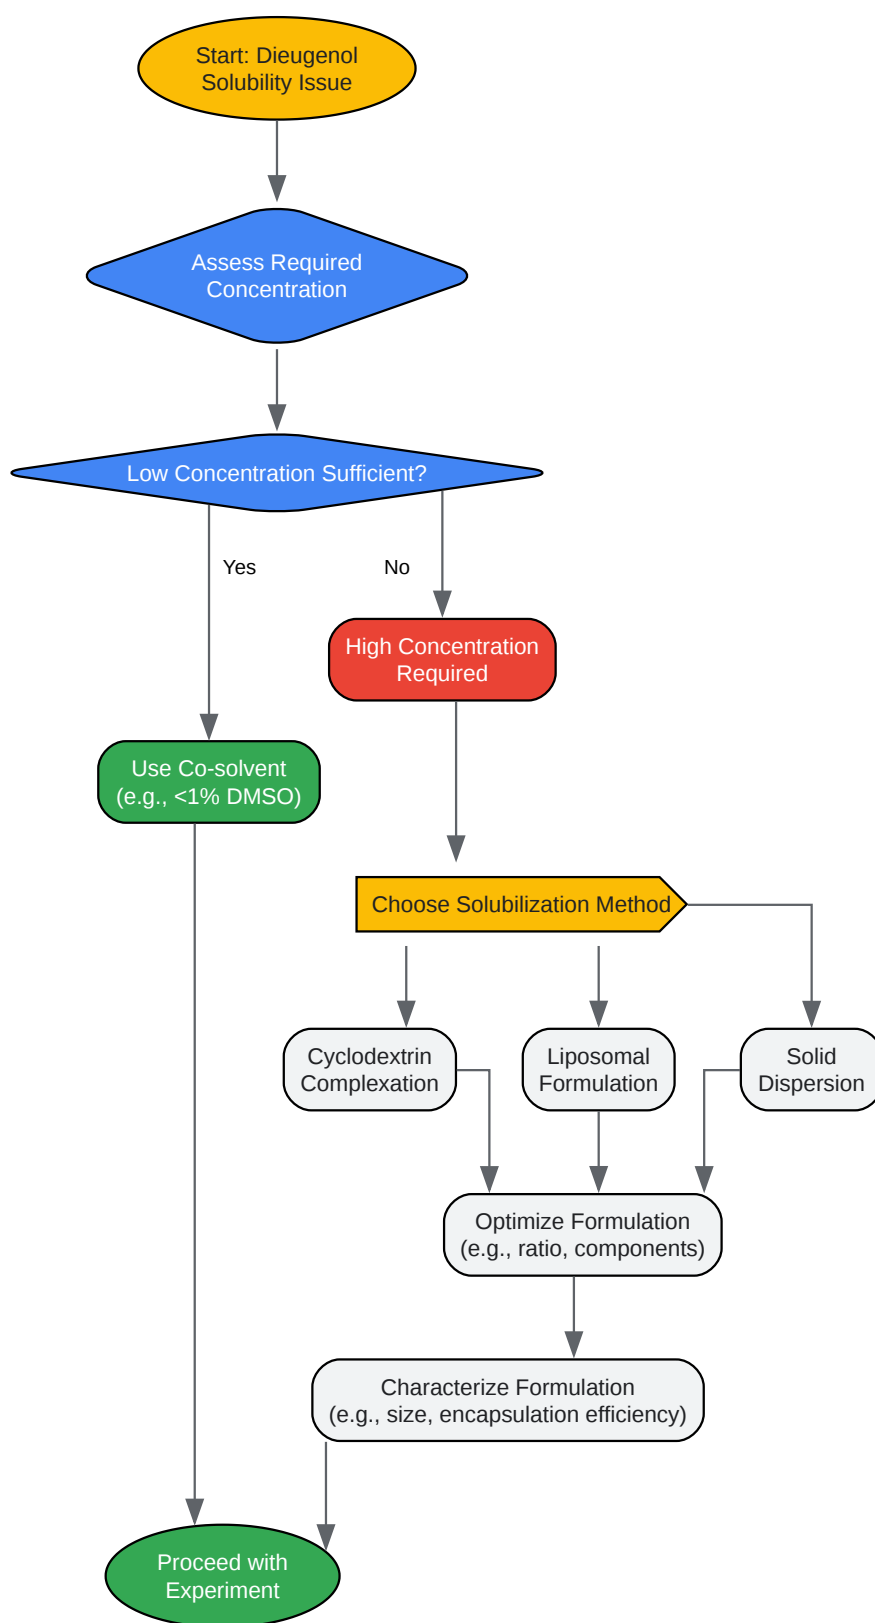 Start: Dieugenol
Solubility Issue
Assess Required
Concentration
Low Concentration Sufficient?
Yes
No
High Concentration
Required
Use Co-solvent
(e.g., <1% DMSO)
Choose Solubilization Method
Cyclodextrin
Complexation
Liposomal
Formulation
Solid
Dispersion
Optimize Formulation
(e.g., ratio, components)
Characterize Formulation
(e.g., size, encapsulation efficiency)
Proceed with
Experiment